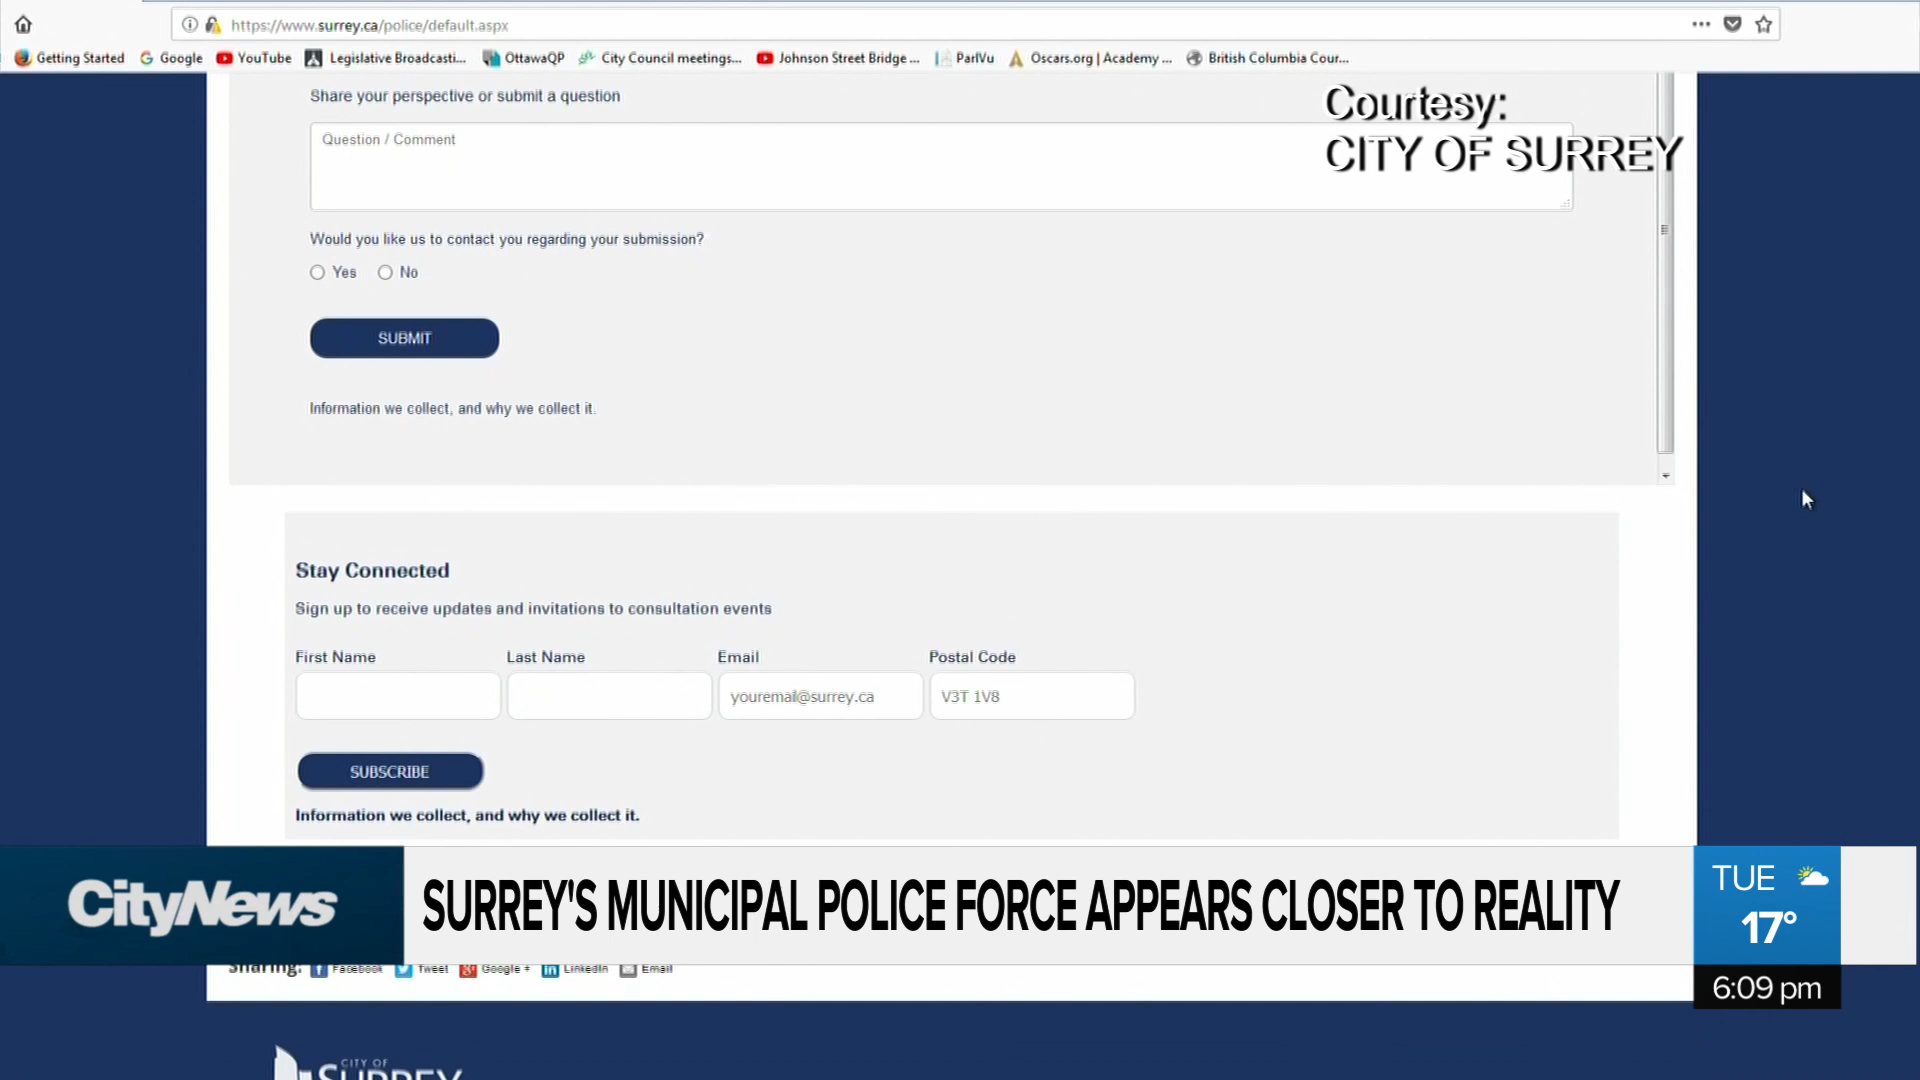 https://www.surrey.ca/police/default.aspx
Getting Started Google YouTube Legislative Broadcasti... OttawaQP City Council meetings... Johnson Street Bridge ... ParlVu Oscars.org | Academy ... British Columbia Cour...
Share your perspective or submit a question
Courtesy:
CITY OF SURREY
Question / Comment
Would you like us to contact you regarding your submission?
Yes No
SUBMIT
Information we collect, and why we collect it.
Stay Connected
Sign up to receive updates and invitations to consultation events
First Name Last Name Email Postal Code
youremail@surrey.ca V3T 1V8
SUBSCRIBE
Information we collect, and why we collect it.
CityNews
SURREY'S MUNICIPAL POLICE FORCE APPEARS CLOSER TO REALITY
TUE
17°
6:09 pm
Sharing: Facebook Tweet Google + LinkedIn Email
CITY OF
SURREY